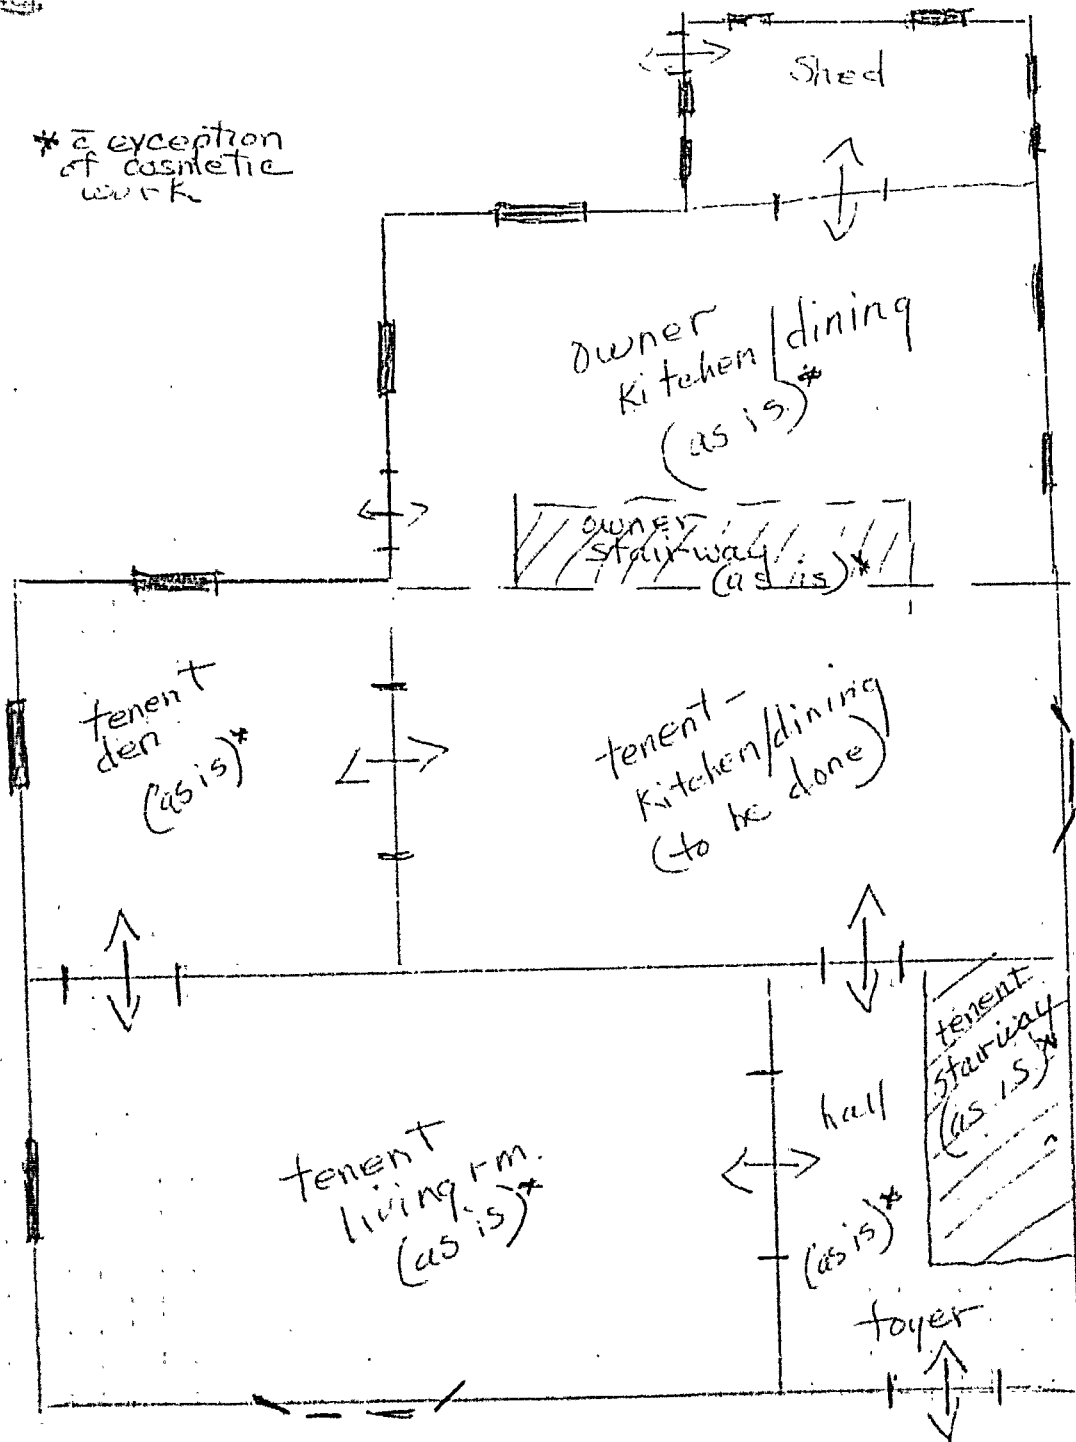 * c̄ exception
of cosmetic
work
Shed
owner
kitchen/dining
(as is)*
owner
stairway
(as is)*
tenent
den
(as is)*
tenent-
kitchen/dining
(to be done)
tenent
stairway
(as is)*
hall
(as is)*
tenent
living rm.
(as is)*
foyer